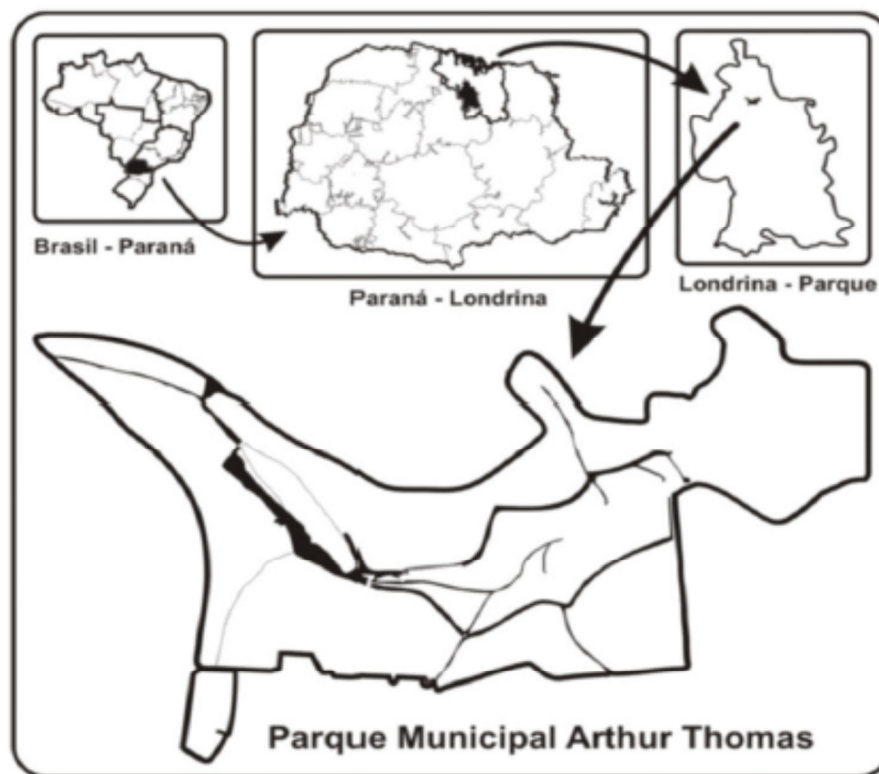 Brasil - Paraná
Paraná - Londrina
Londrina - Parque
Parque Municipal Arthur Thomas